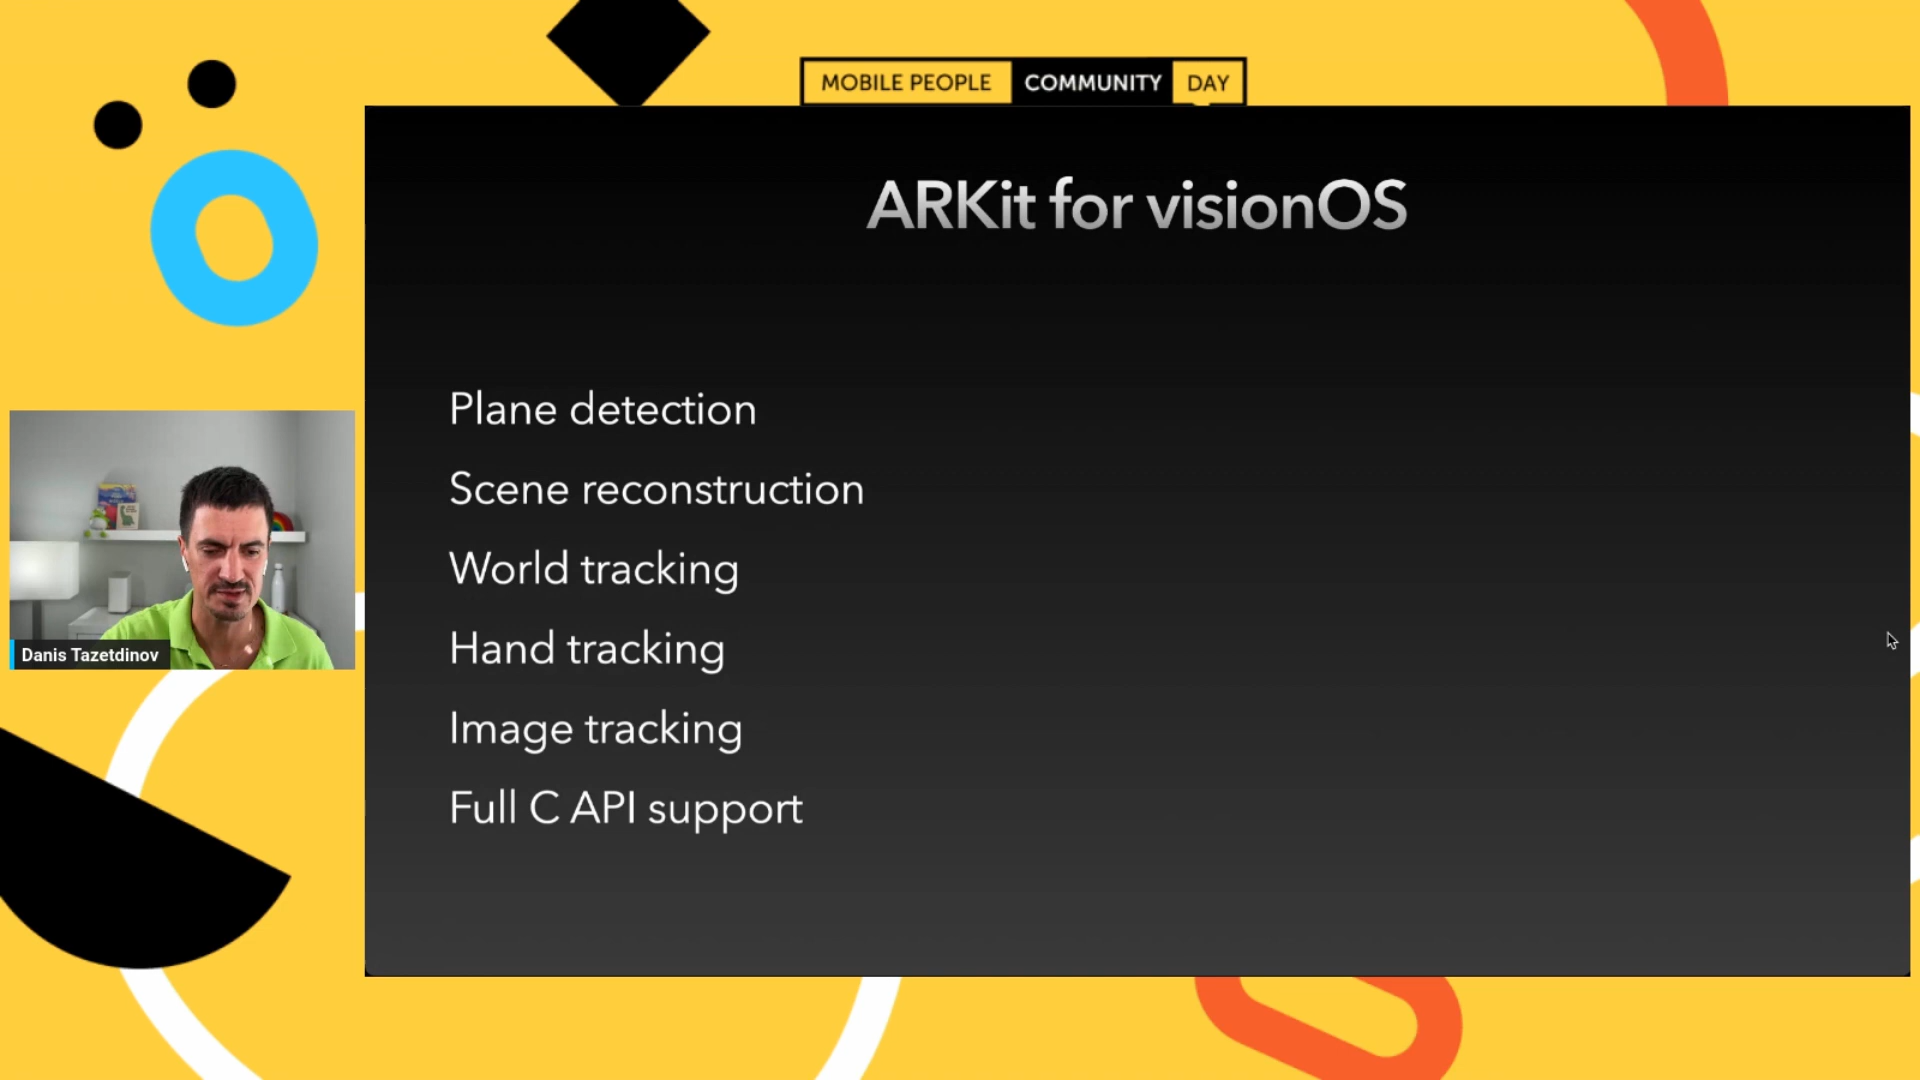 MOBILE PEOPLE COMMUNITY DAY
ARKit for visionOS
Plane detection
Scene reconstruction
World tracking
Hand tracking
Image tracking
Full C API support
Danis Tazetdinov